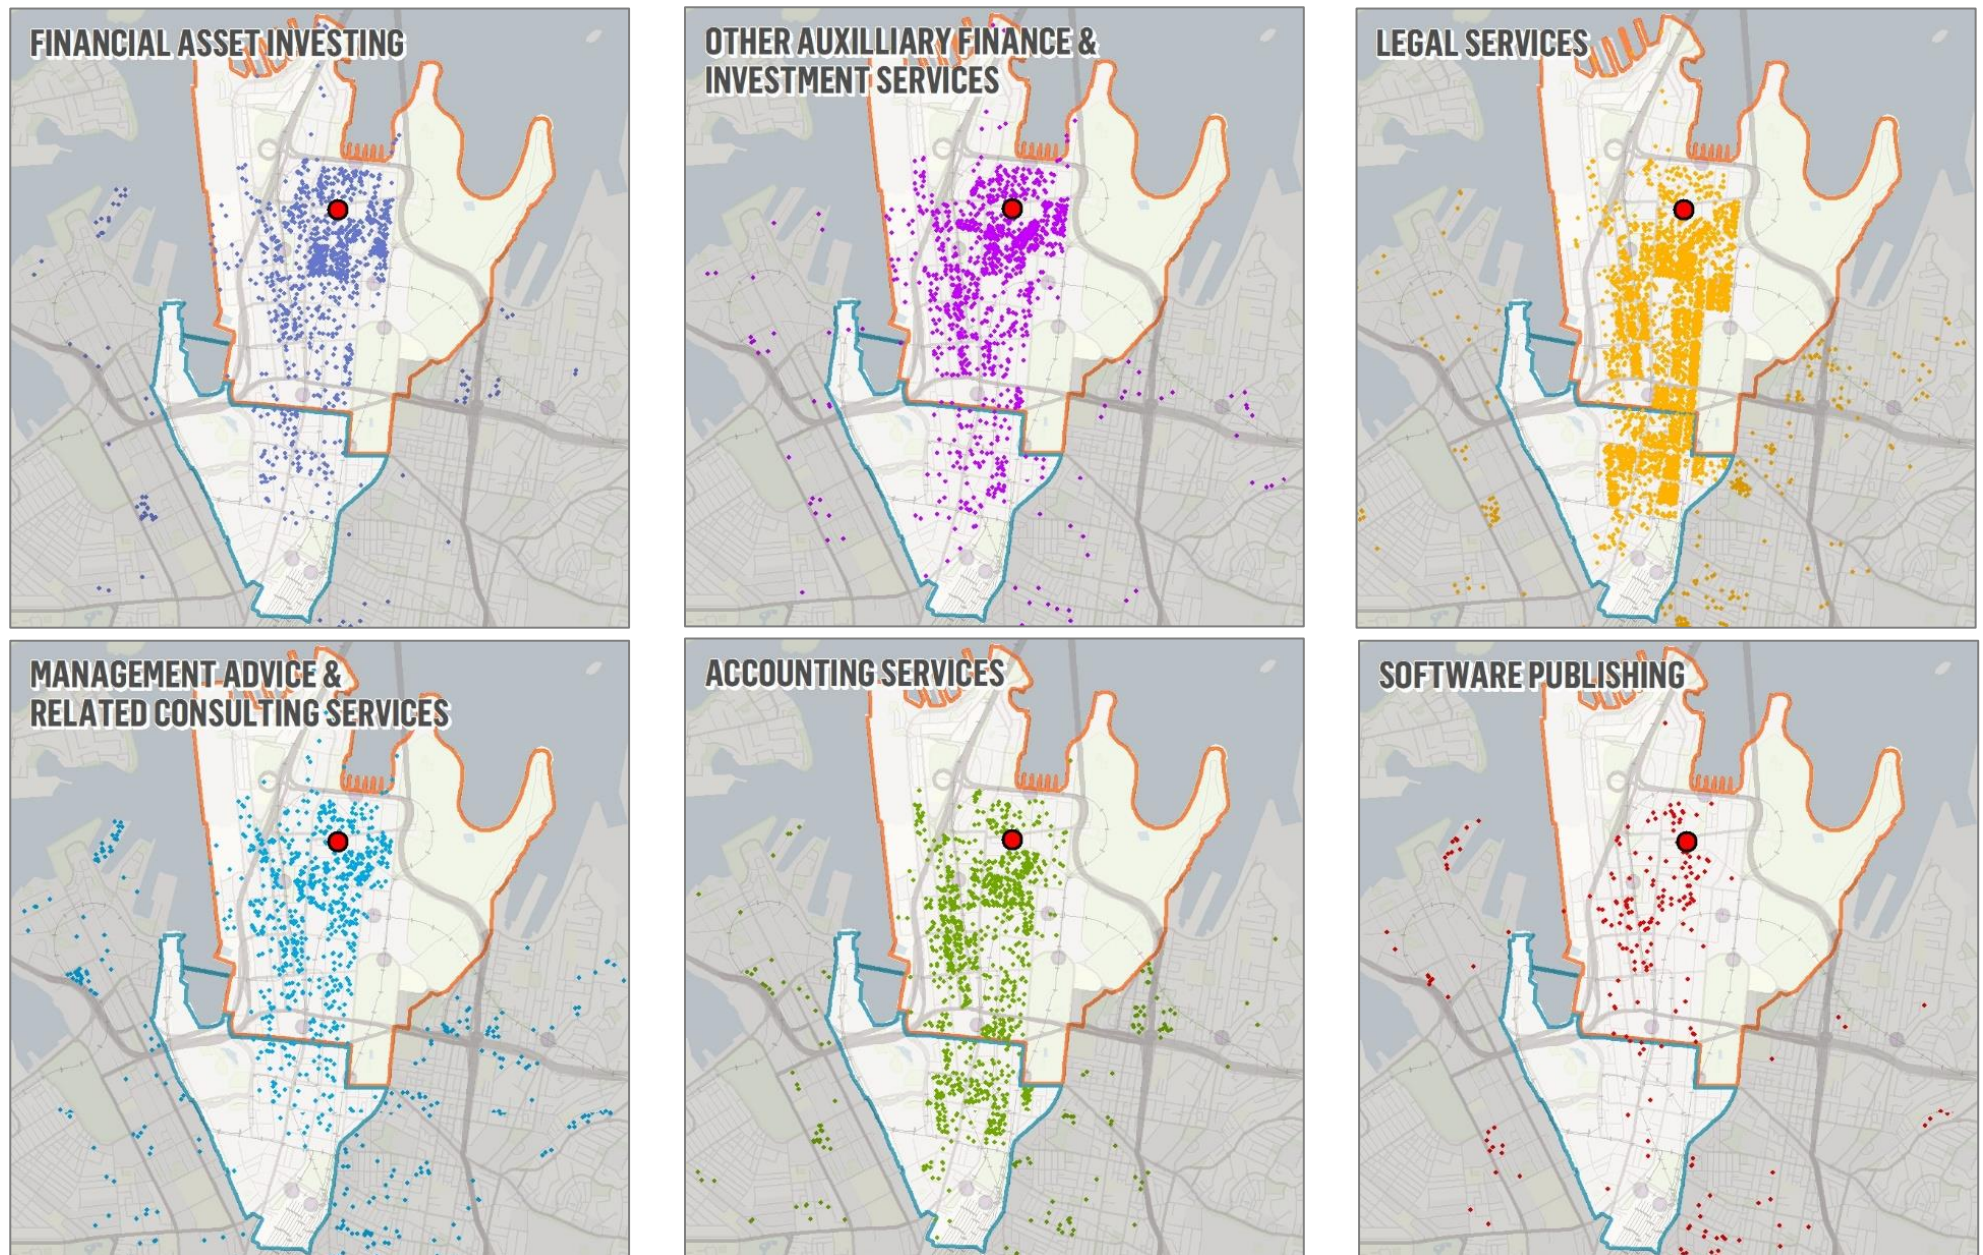 FINANCIAL ASSET INVESTING
OTHER AUXILLIARY FINANCE &
INVESTMENT SERVICES
LEGAL SERVICES
MANAGEMENT ADVICE &
RELATED CONSULTING SERVICES
ACCOUNTING SERVICES
SOFTWARE PUBLISHING